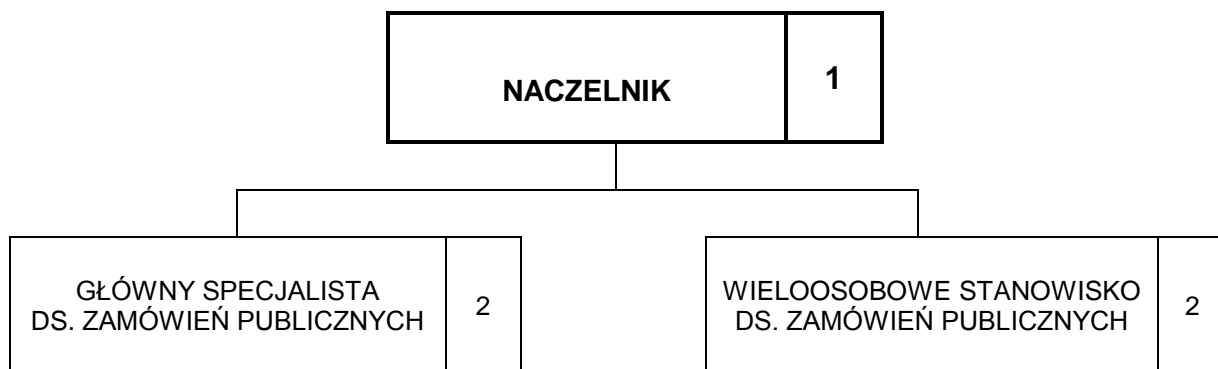 NACZELNIK
1
GŁÓWNY SPECJALISTA
DS. ZAMÓWIEŃ PUBLICZNYCH
2
WIELOOSOBOWE STANOWISKO
DS. ZAMÓWIEŃ PUBLICZNYCH
2